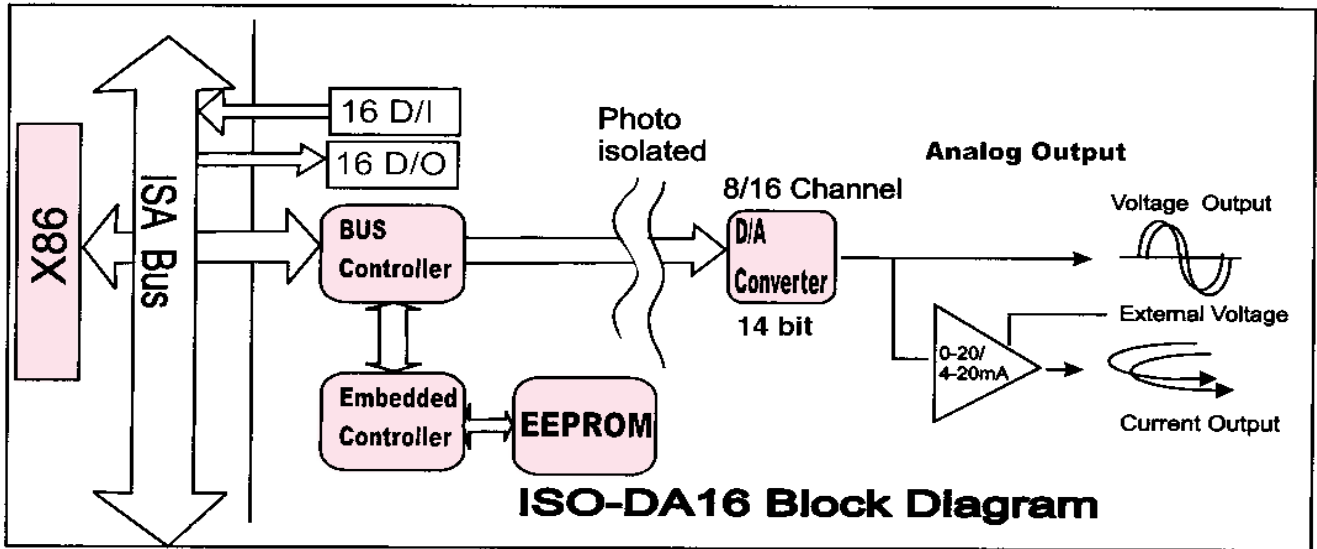 X86
ISA Bus
16 D/I
16 D/O
BUS
Controller
Embedded
Controller
EEPROM
Photo
isolated
8/16 Channel
D/A
Converter
14 bit
Analog Output
Voltage Output
External Voltage
0-20/
4-20mA
Current Output
ISO-DA16 Block Diagram